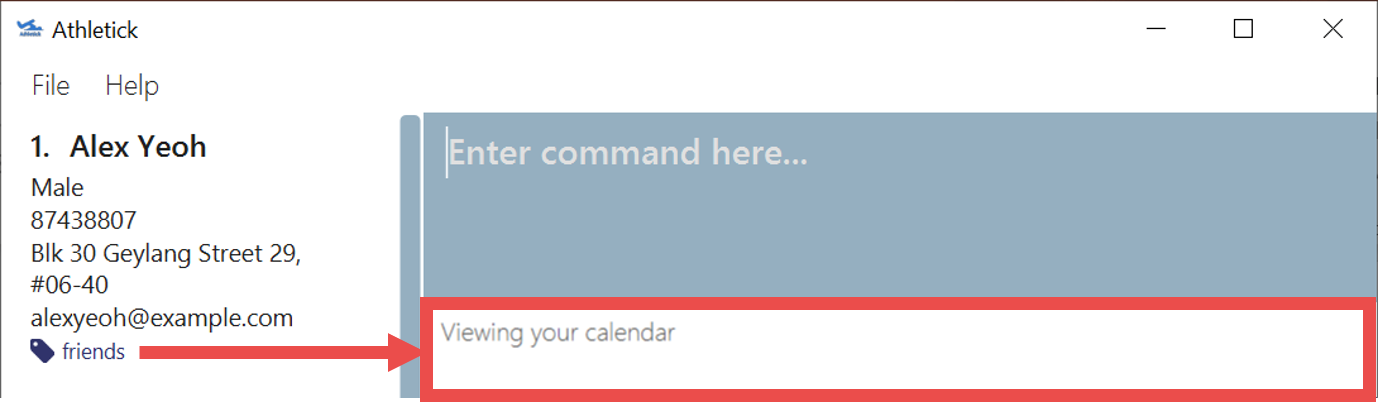 Athletick
File Help
1. Alex Yeoh
Male
87438807
Blk 30 Geylang Street 29,
#06-40
alexyeoh@example.com
friends
Enter command here...
Viewing your calendar